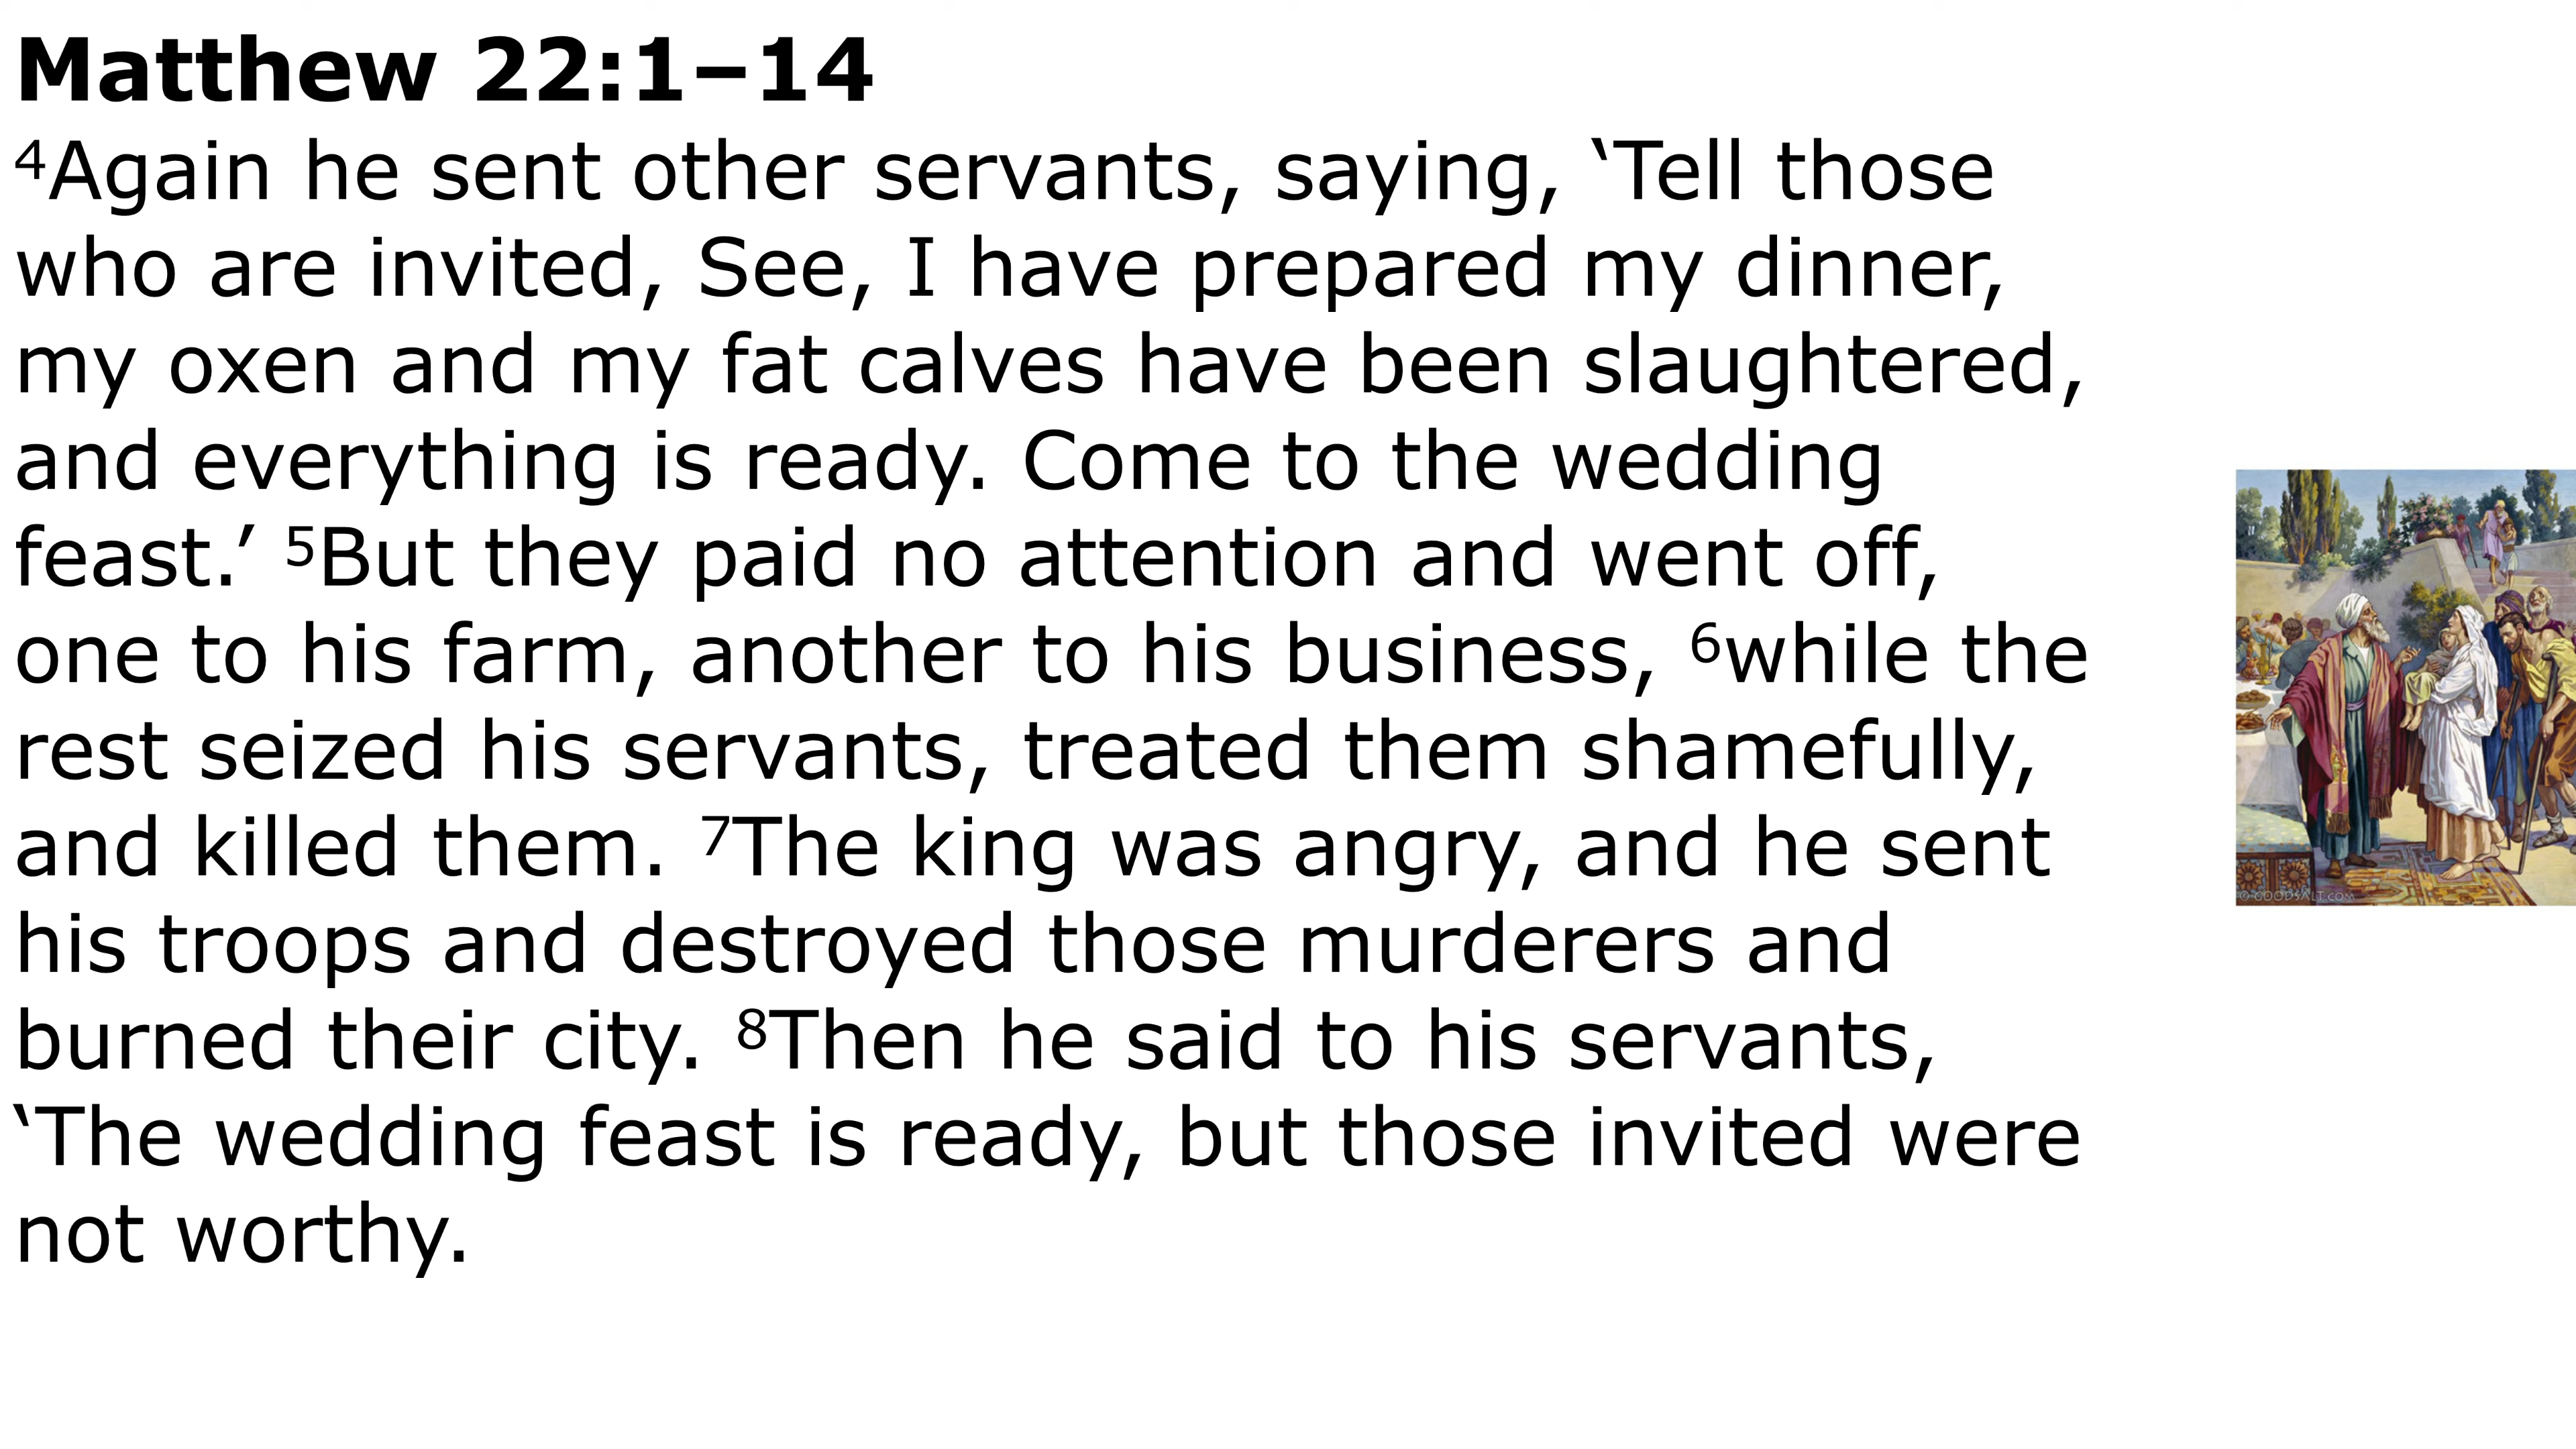 Matthew 22:1–14
⁴Again he sent other servants, saying, ‘Tell those
who are invited, See, I have prepared my dinner,
my oxen and my fat calves have been slaughtered,
and everything is ready. Come to the wedding
feast.’ ⁵But they paid no attention and went off,
one to his farm, another to his business, ⁶while the
rest seized his servants, treated them shamefully,
and killed them. ⁷The king was angry, and he sent
his troops and destroyed those murderers and
burned their city. ⁸Then he said to his servants,
‘The wedding feast is ready, but those invited were
not worthy.
© GOODSALT.COM